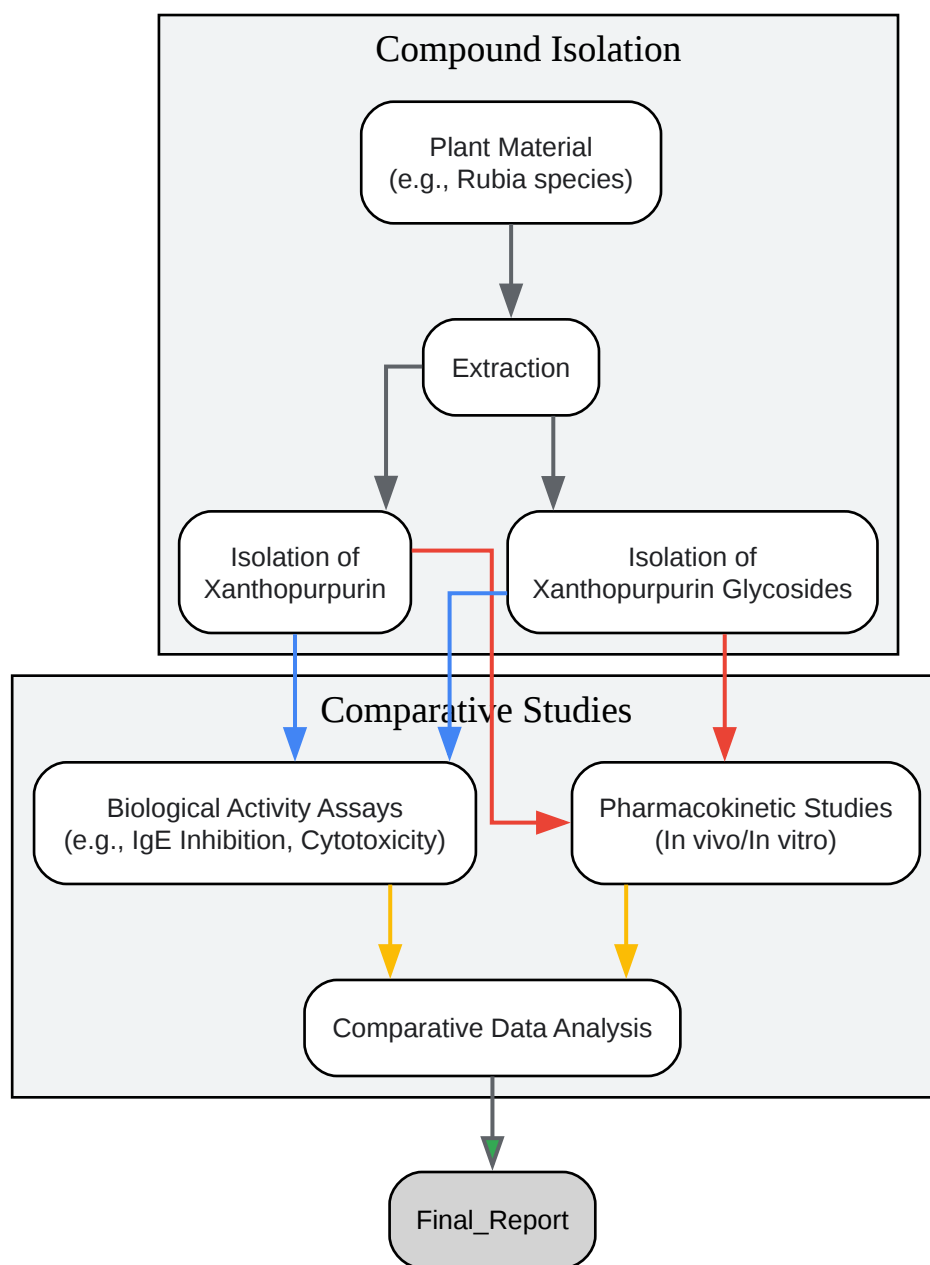 Compound Isolation
Plant Material
(e.g., Rubia species)
Extraction
Isolation of
Xanthopurpurin
Isolation of
Xanthopurpurin Glycosides
Comparative Studies
Biological Activity Assays
(e.g., IgE Inhibition, Cytotoxicity)
Pharmacokinetic Studies
(In vivo/In vitro)
Comparative Data Analysis
Final_Report